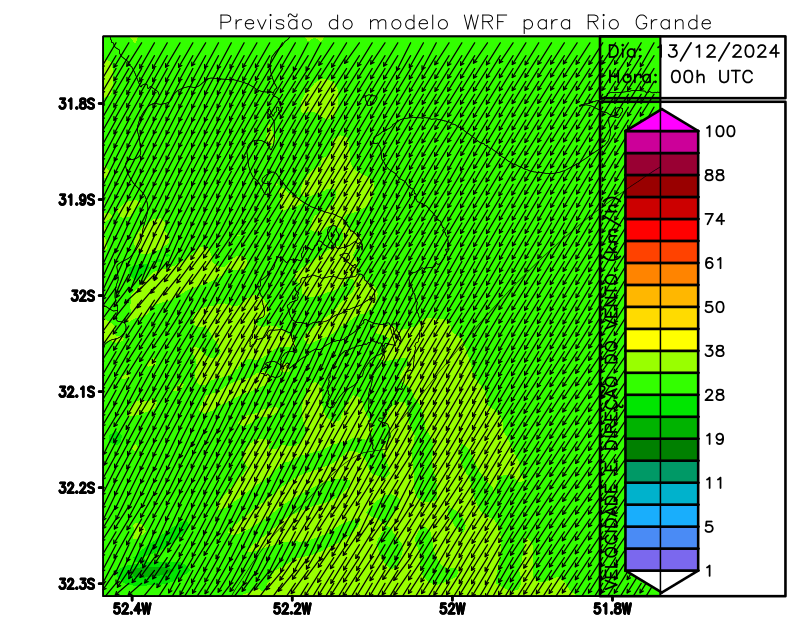 Previsão do modelo WRF para Rio Grande
Dia: 13/12/2024
Hora: 00h UTC
31.8S
31.9S
32S
32.1S
32.2S
32.3S
52.4W
52.2W
52W
51.8W
VELOCIDADE E DIREÇÃO DO VENTO (km/h)
100
88
74
61
50
38
28
19
11
5
1